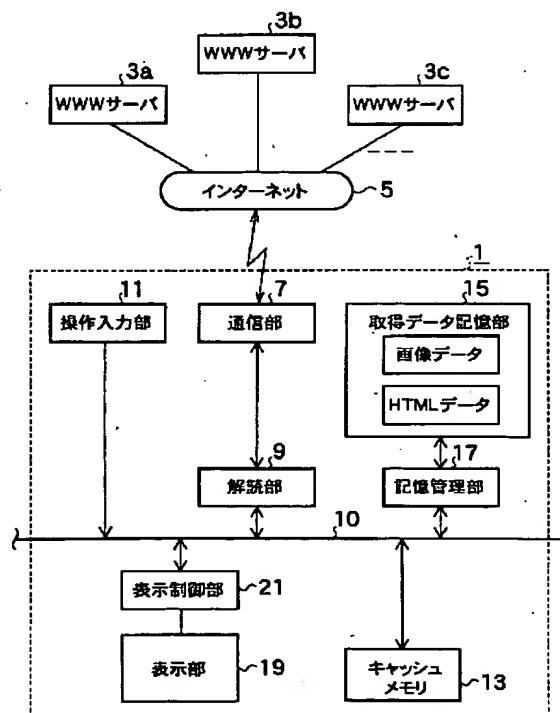 3b
WWWサーバ
3a
WWWサーバ
3c
WWWサーバ
インターネット
5
1
11
操作入力部
7
通信部
15
取得データ記憶部
画像データ
HTMLデータ
9
解読部
17
記憶管理部
10
表示制御部
21
表示部
19
キャッシュ
メモリ
13